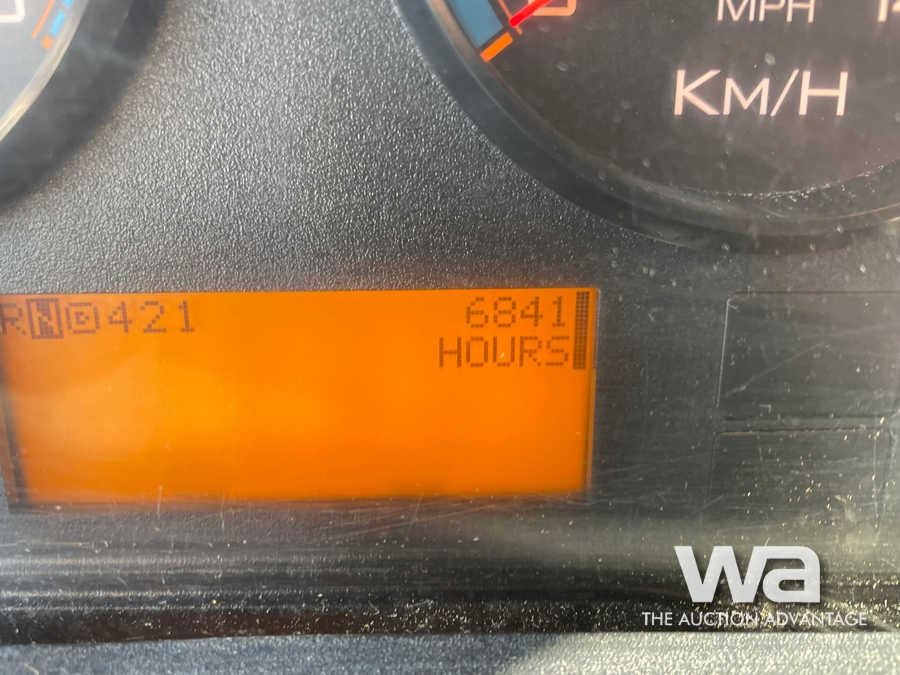 MPH
KM/H
RND421 6841
HOURS
wa
THE AUCTION ADVANTAGE